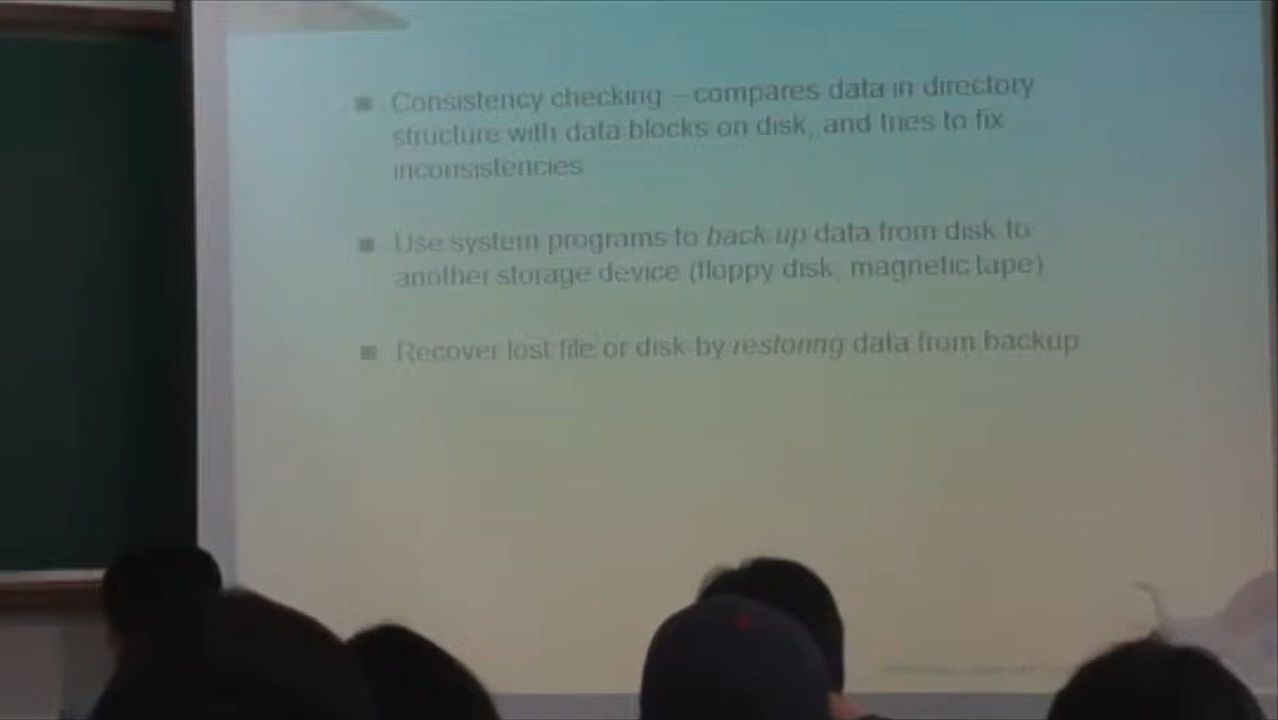 ■ Consistency checking – compares data in directory
structure with data blocks on disk, and tries to fix
inconsistencies
■ Use system programs to back up data from disk to
another storage device (floppy disk, magnetic tape)
■ Recover lost file or disk by restoring data from backup